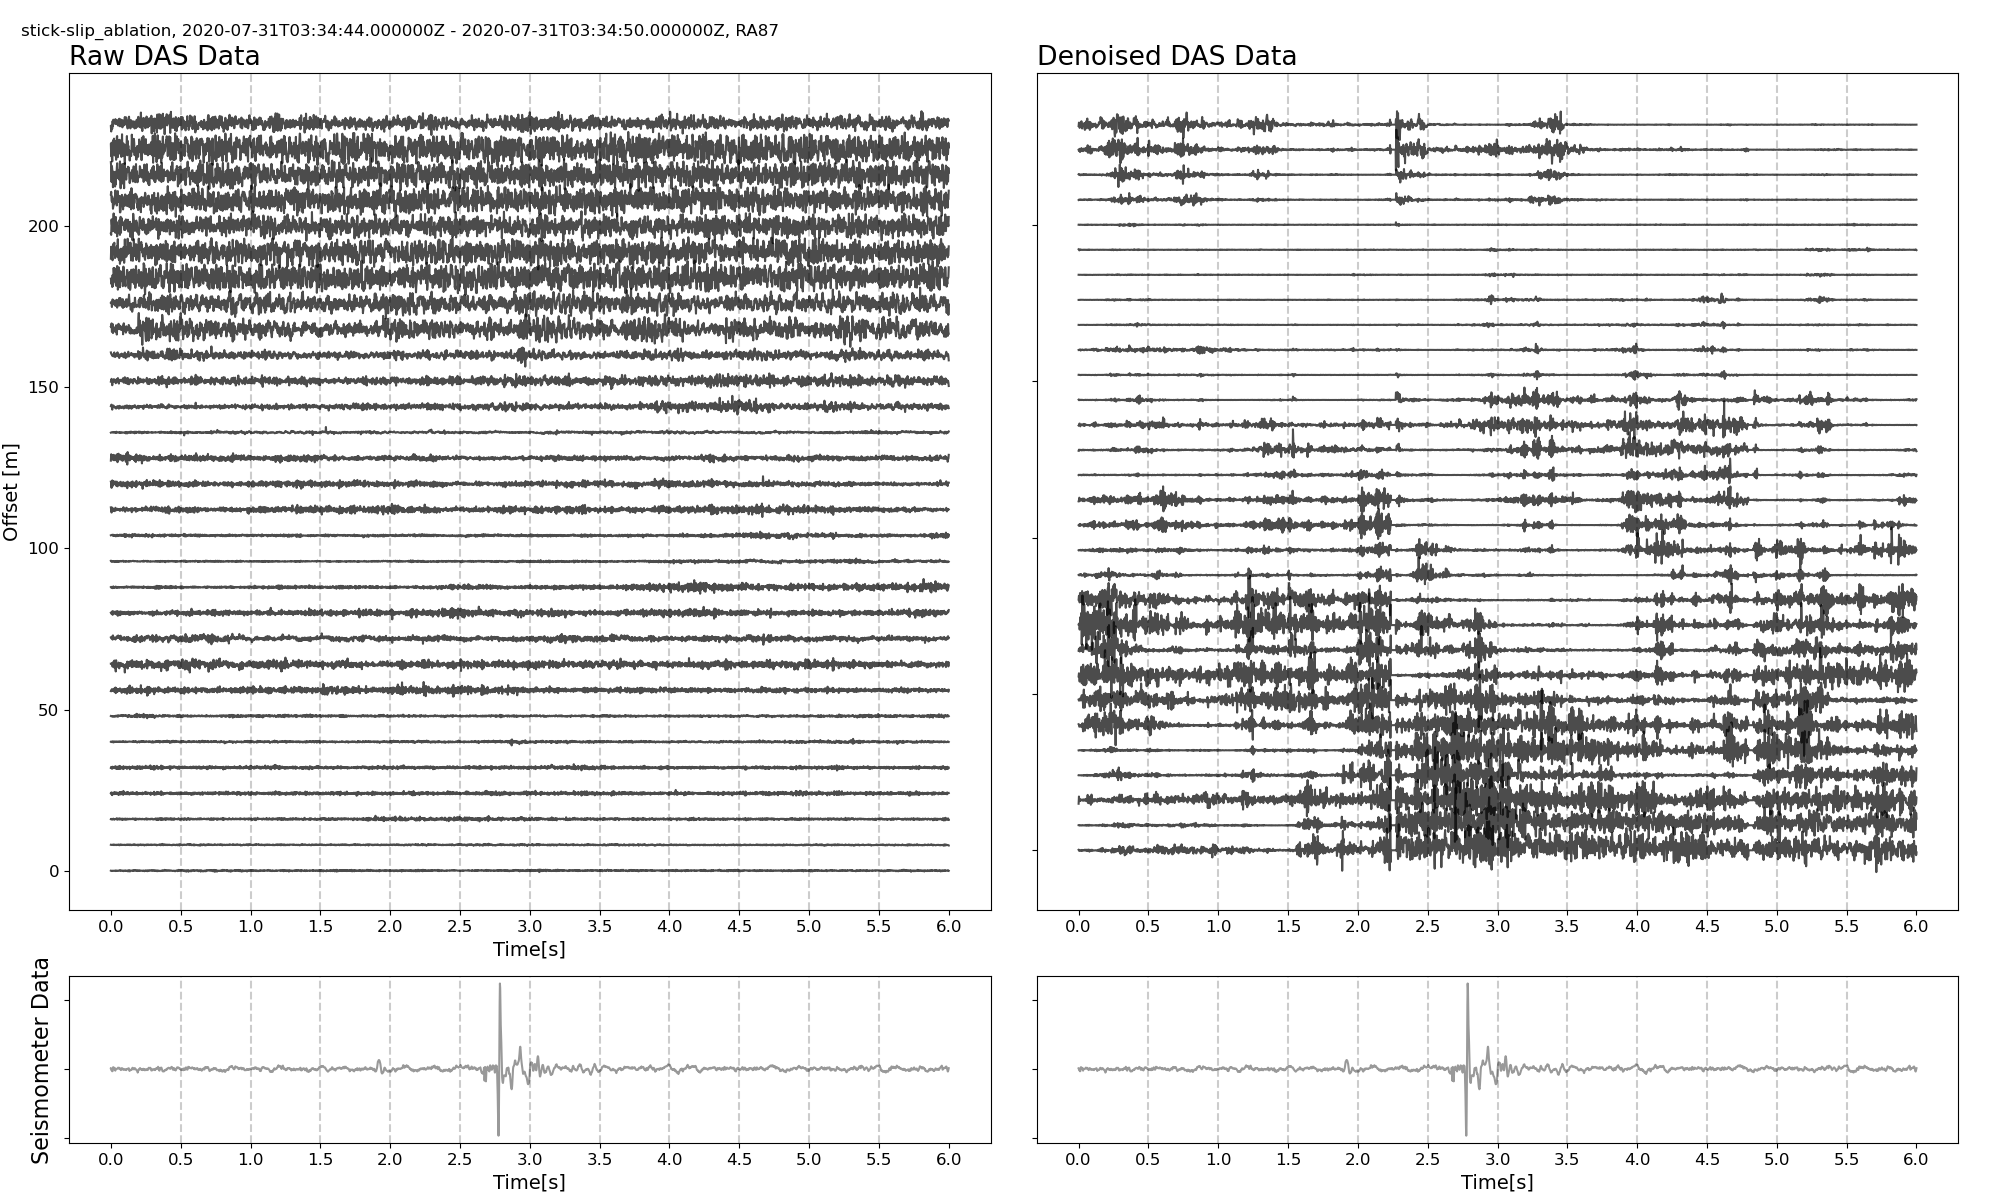 stick-slip_ablation, 2020-07-31T03:34:44.000000Z - 2020-07-31T03:34:50.000000Z, RA87
Raw DAS Data
Denoised DAS Data
Offset [m]
200
150
100
50
0
0.0 0.5 1.0 1.5 2.0 2.5 3.0 3.5 4.0 4.5 5.0 5.5 6.0
Time[s]
0.0 0.5 1.0 1.5 2.0 2.5 3.0 3.5 4.0 4.5 5.0 5.5 6.0
Seismometer Data
0.0 0.5 1.0 1.5 2.0 2.5 3.0 3.5 4.0 4.5 5.0 5.5 6.0
Time[s]
0.0 0.5 1.0 1.5 2.0 2.5 3.0 3.5 4.0 4.5 5.0 5.5 6.0
Time[s]